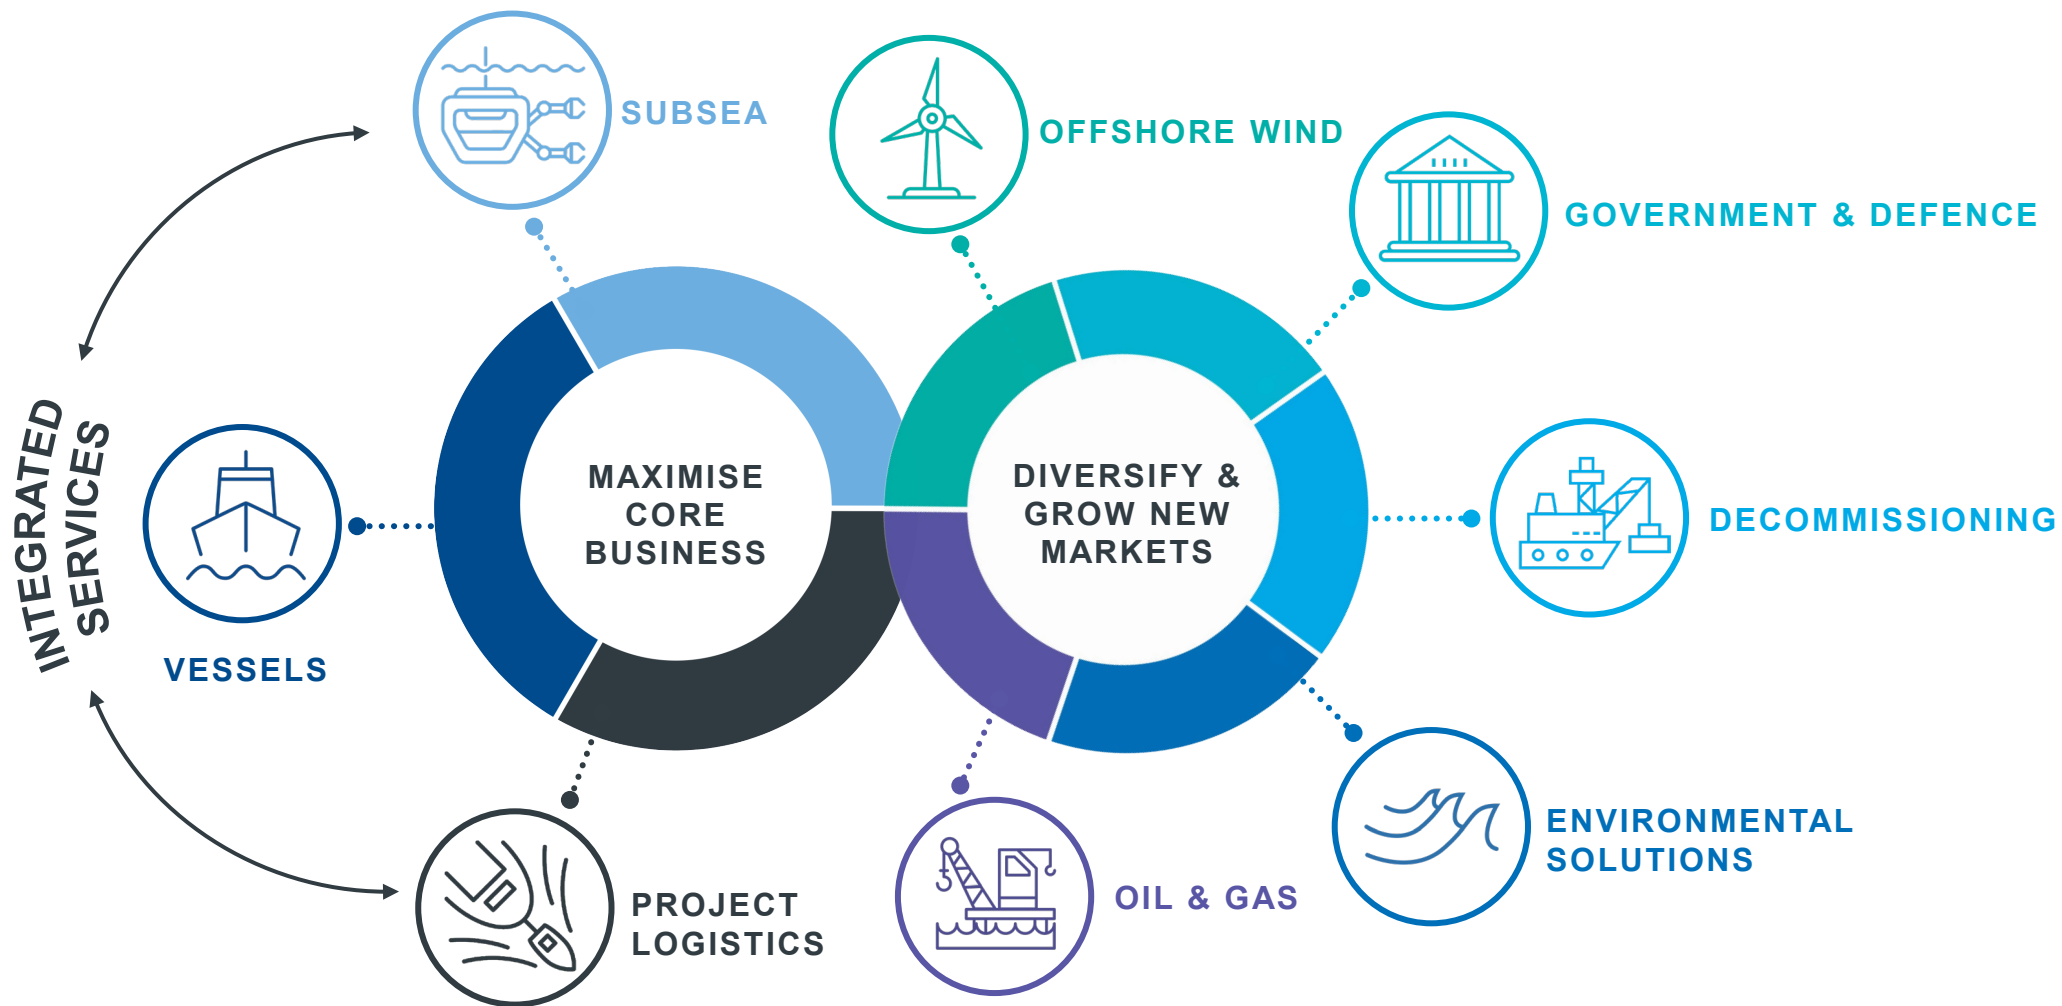 SUBSEA
OFFSHORE WIND
GOVERNMENT & DEFENCE
INTEGRATED
SERVICES
VESSELS
MAXIMISE
CORE
BUSINESS
DIVERSIFY &
GROW NEW
MARKETS
DECOMMISSIONING
ENVIRONMENTAL
SOLUTIONS
PROJECT
LOGISTICS
OIL & GAS